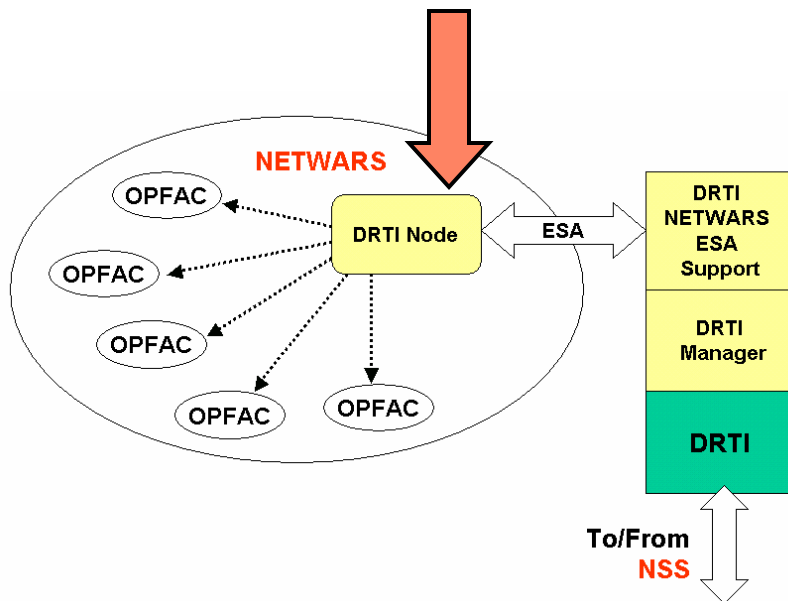 NETWARS
OPFAC
OPFAC
OPFAC
OPFAC
OPFAC
DRTI Node
ESA
DRTI
NETWARS
ESA
Support
DRTI
Manager
DRTI
To/From
NSS